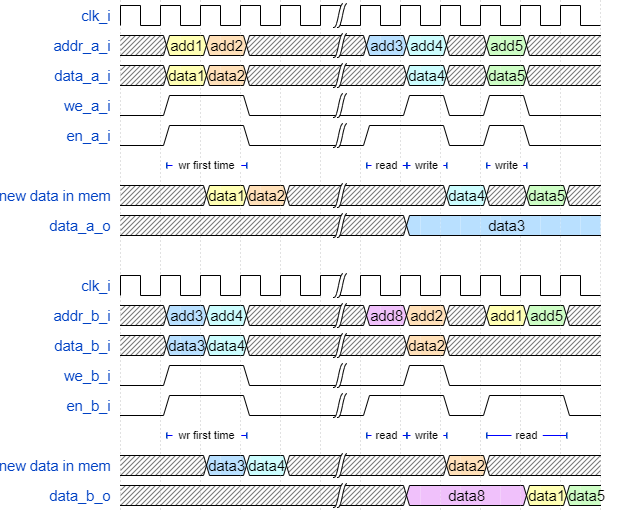 clk_i
addr_a_i add1 add2 add3 add4 add5
data_a_i data1 data2 data4 data5
we_a_i
en_a_i
wr first time read write write
new data in mem data1 data2 data4 data5
data_a_o data3
clk_i
addr_b_i add3 add4 add8 add2 add1 add5
data_b_i data3 data4 data2
we_b_i
en_b_i
wr first time read write read
new data in mem data3 data4 data2
data_b_o data8 data1 data5